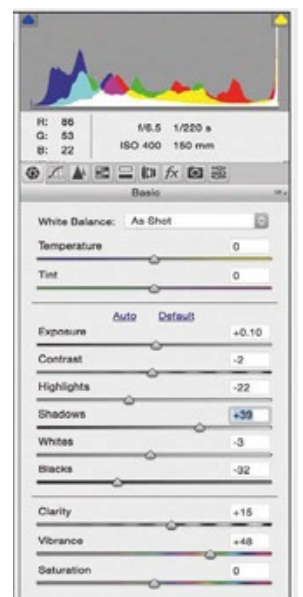 R: 86
G: 53
B: 22
f/6.5 1/220 s
ISO 400 150 mm
fx
Basic
White Balance: As Shot
Temperature 0
Tint 0
Auto Default
Exposure +0.10
Contrast -2
Highlights -22
Shadows +39
Whites -3
Blacks -32
Clarity +15
Vibrance +48
Saturation 0